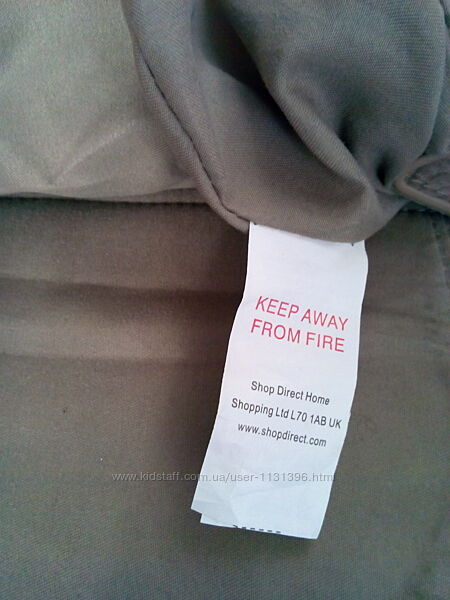 KEEP AWAY
FROM FIRE
Shop Direct Home
Shopping Ltd L70 1AB UK
www.shopdirect.com
www.kidstaff.com.ua/user-1131396.html